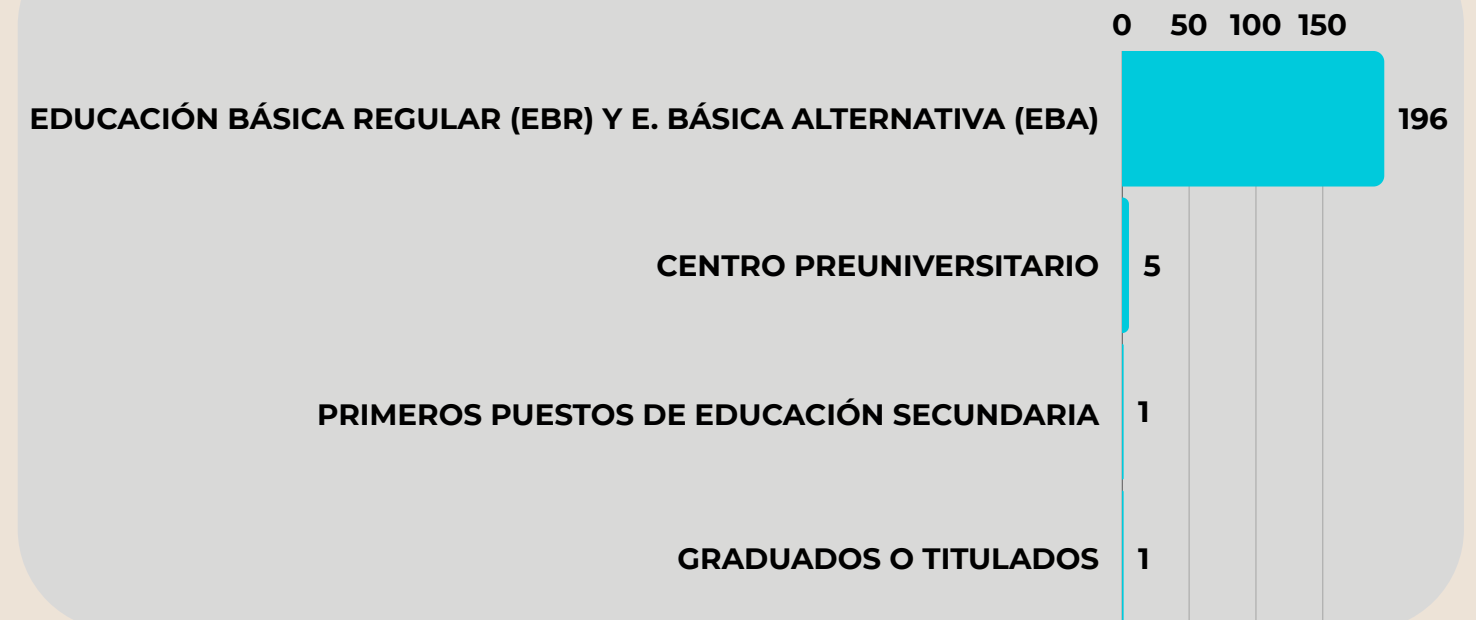 0 50 100 150
EDUCACIÓN BÁSICA REGULAR (EBR) Y E. BÁSICA ALTERNATIVA (EBA) 196
CENTRO PREUNIVERSITARIO 5
PRIMEROS PUESTOS DE EDUCACIÓN SECUNDARIA 1
GRADUADOS O TITULADOS 1